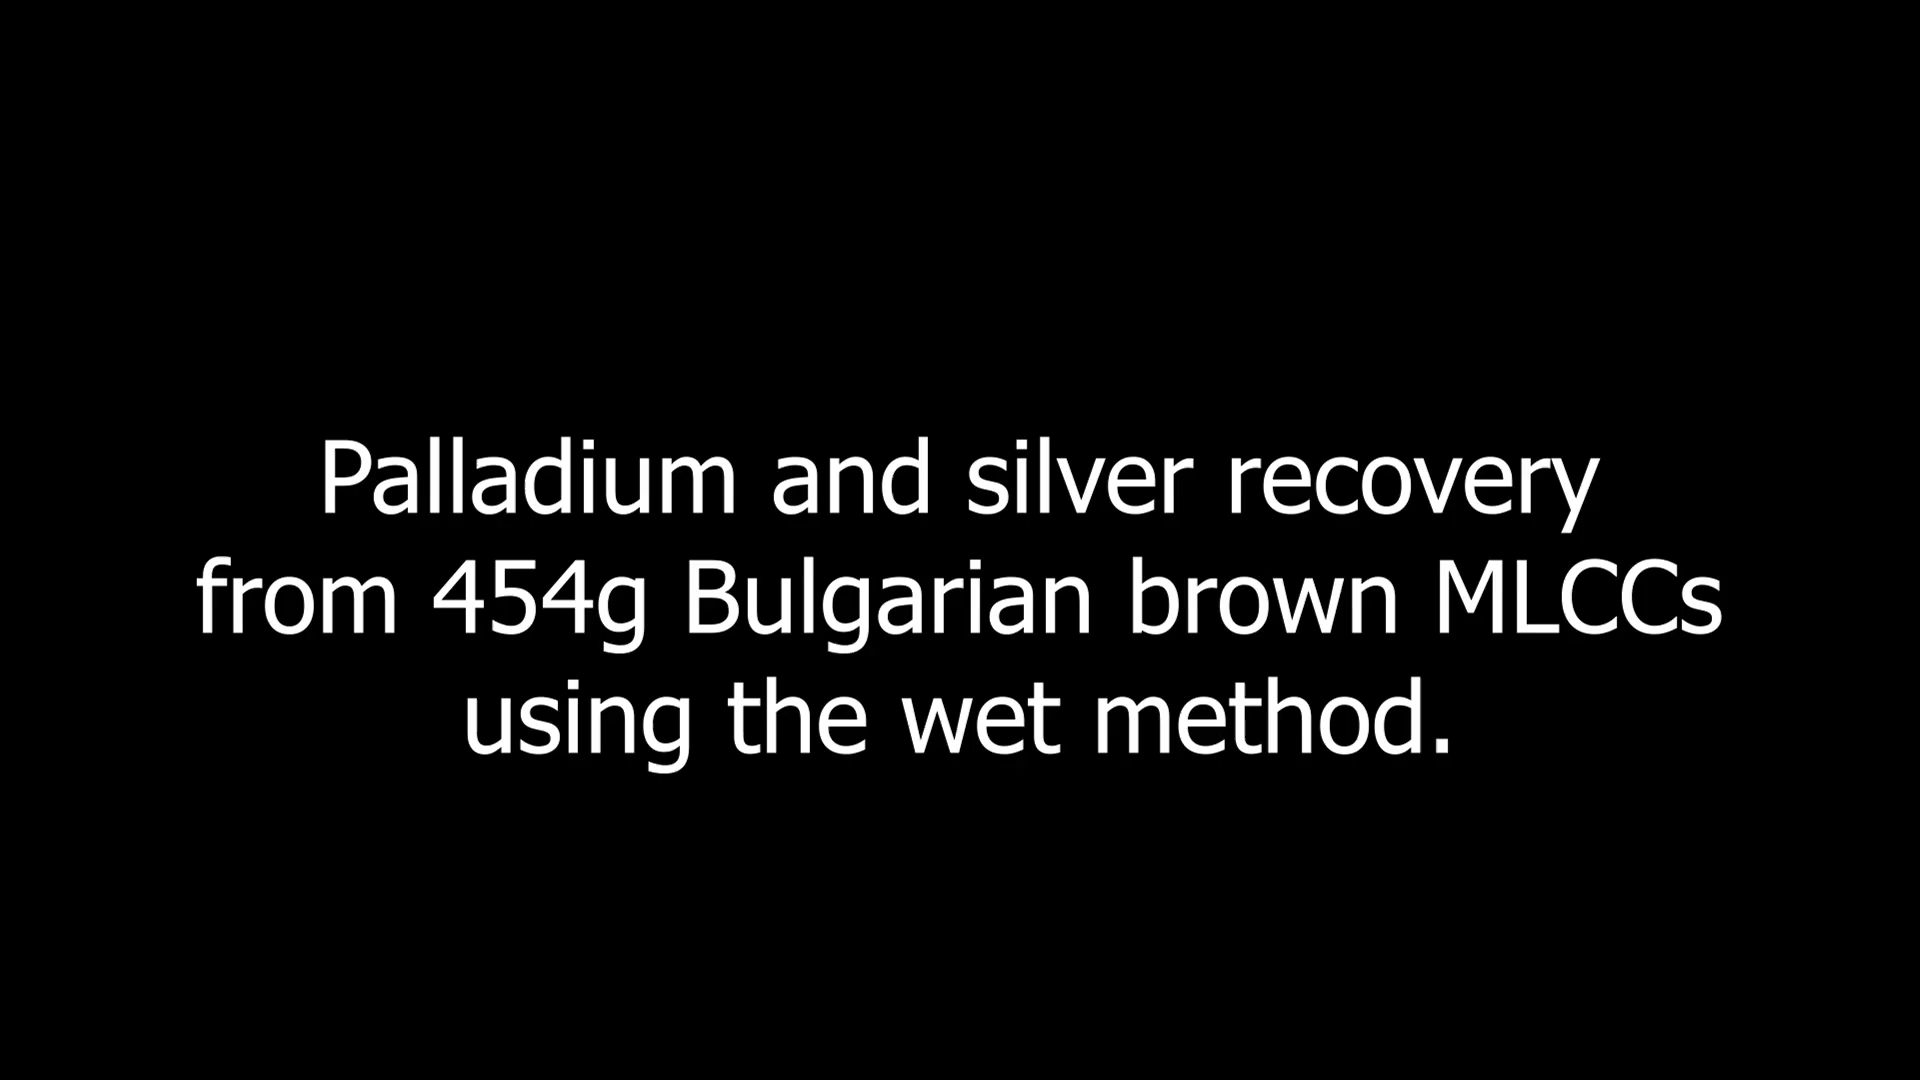 Palladium and silver recovery
from 454g Bulgarian brown MLCCs
using the wet method.